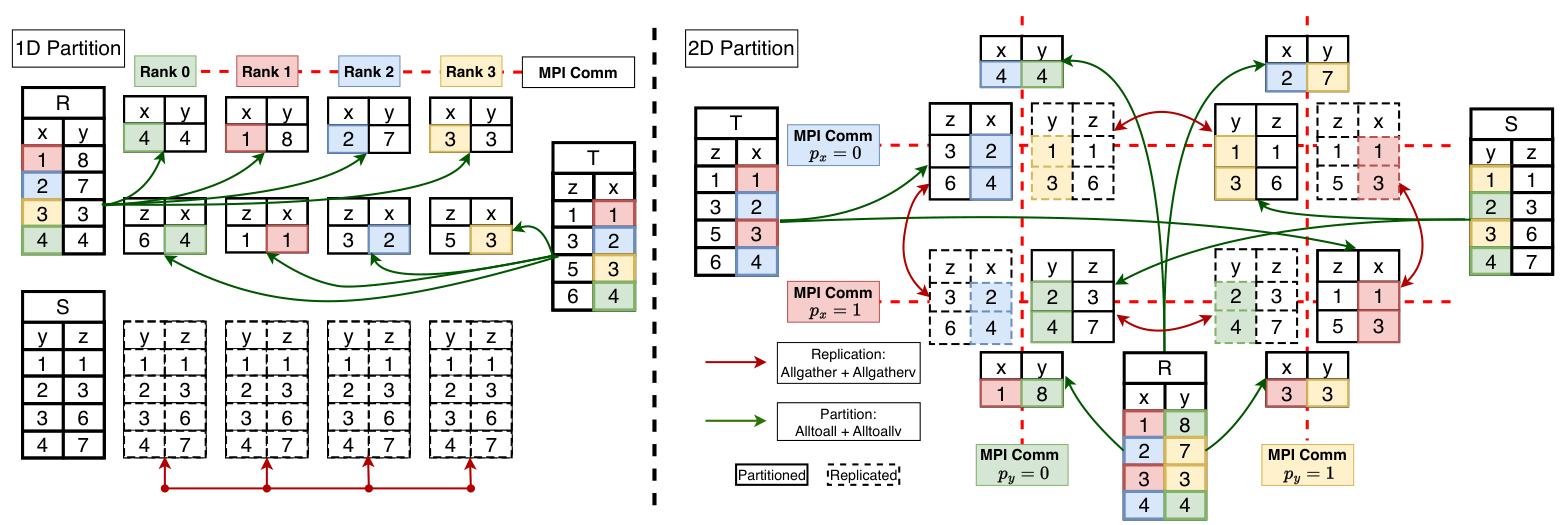 1D Partition
Rank 0 Rank 1 Rank 2 Rank 3 MPI Comm
R
x y
1 8
2 7
3 3
4 4
x y
4 4
x y
1 8
x y
2 7
x y
3 3
T
z x
1 1
3 2
5 3
6 4
z x
6 4
z x
1 1
z x
3 2
z x
5 3
S
y z
1 1
2 3
3 6
4 7
y z
1 1
2 3
3 6
4 7
y z
1 1
2 3
3 6
4 7
y z
1 1
2 3
3 6
4 7
y z
1 1
2 3
3 6
4 7
2D Partition
x y
4 4
x y
2 7
T
z x
1 1
3 2
5 3
6 4
MPI Comm
pₓ = 0
z x
3 2
6 4
y z
1 1
3 6
y z
1 1
3 6
z x
1 1
5 3
S
y z
1 1
2 3
3 6
4 7
MPI Comm
pₓ = 1
z x
3 2
6 4
y z
2 3
4 7
y z
2 3
4 7
z x
1 1
5 3
Replication:
Allgather + Allgatherv
Partition:
Alltoall + Alltoallv
Partitioned Replicated
x y
1 8
R
x y
1 8
2 7
3 3
4 4
x y
3 3
MPI Comm
p_y = 0
MPI Comm
p_y = 1